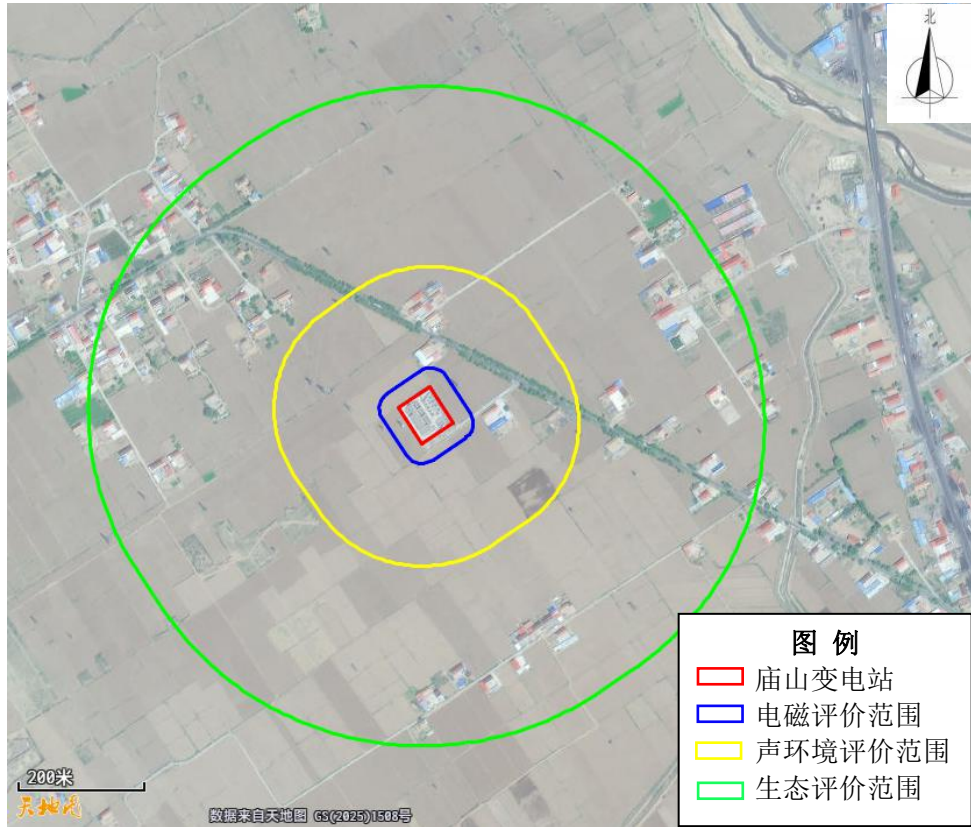 北
图 例
庙山变电站
电磁评价范围
声环境评价范围
生态评价范围
200米
天地图
数据来自天地图 GS(2025)1508号